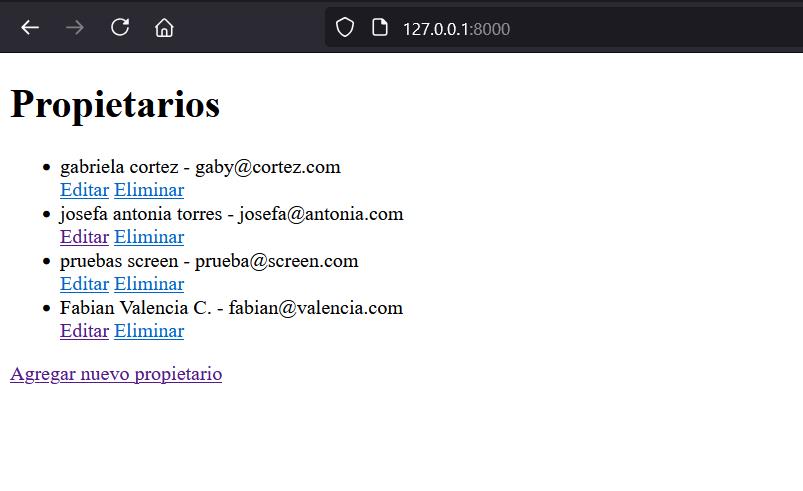 127.0.0.1:8000
Propietarios
gabriela cortez - gaby@cortez.com
Editar Eliminar
josefa antonia torres - josefa@antonia.com
Editar Eliminar
pruebas screen - prueba@screen.com
Editar Eliminar
Fabian Valencia C. - fabian@valencia.com
Editar Eliminar
Agregar nuevo propietario